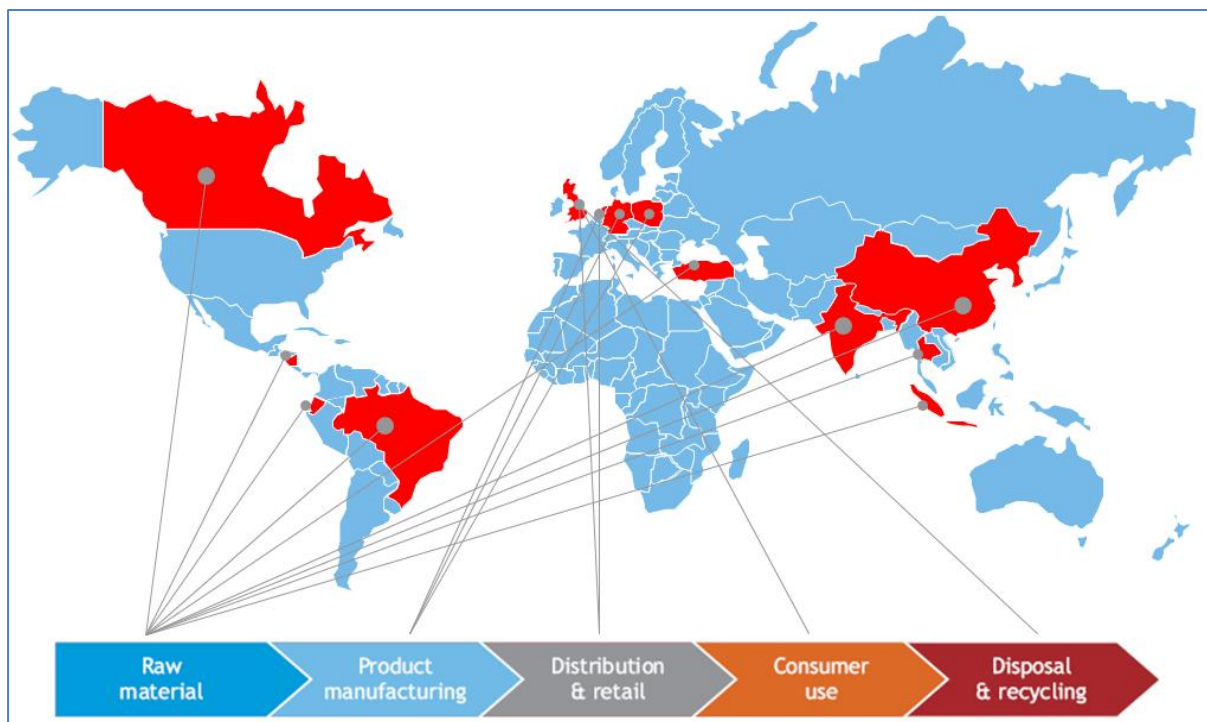 Raw
material
Product
manufacturing
Distribution
& retail
Consumer
use
Disposal
& recycling